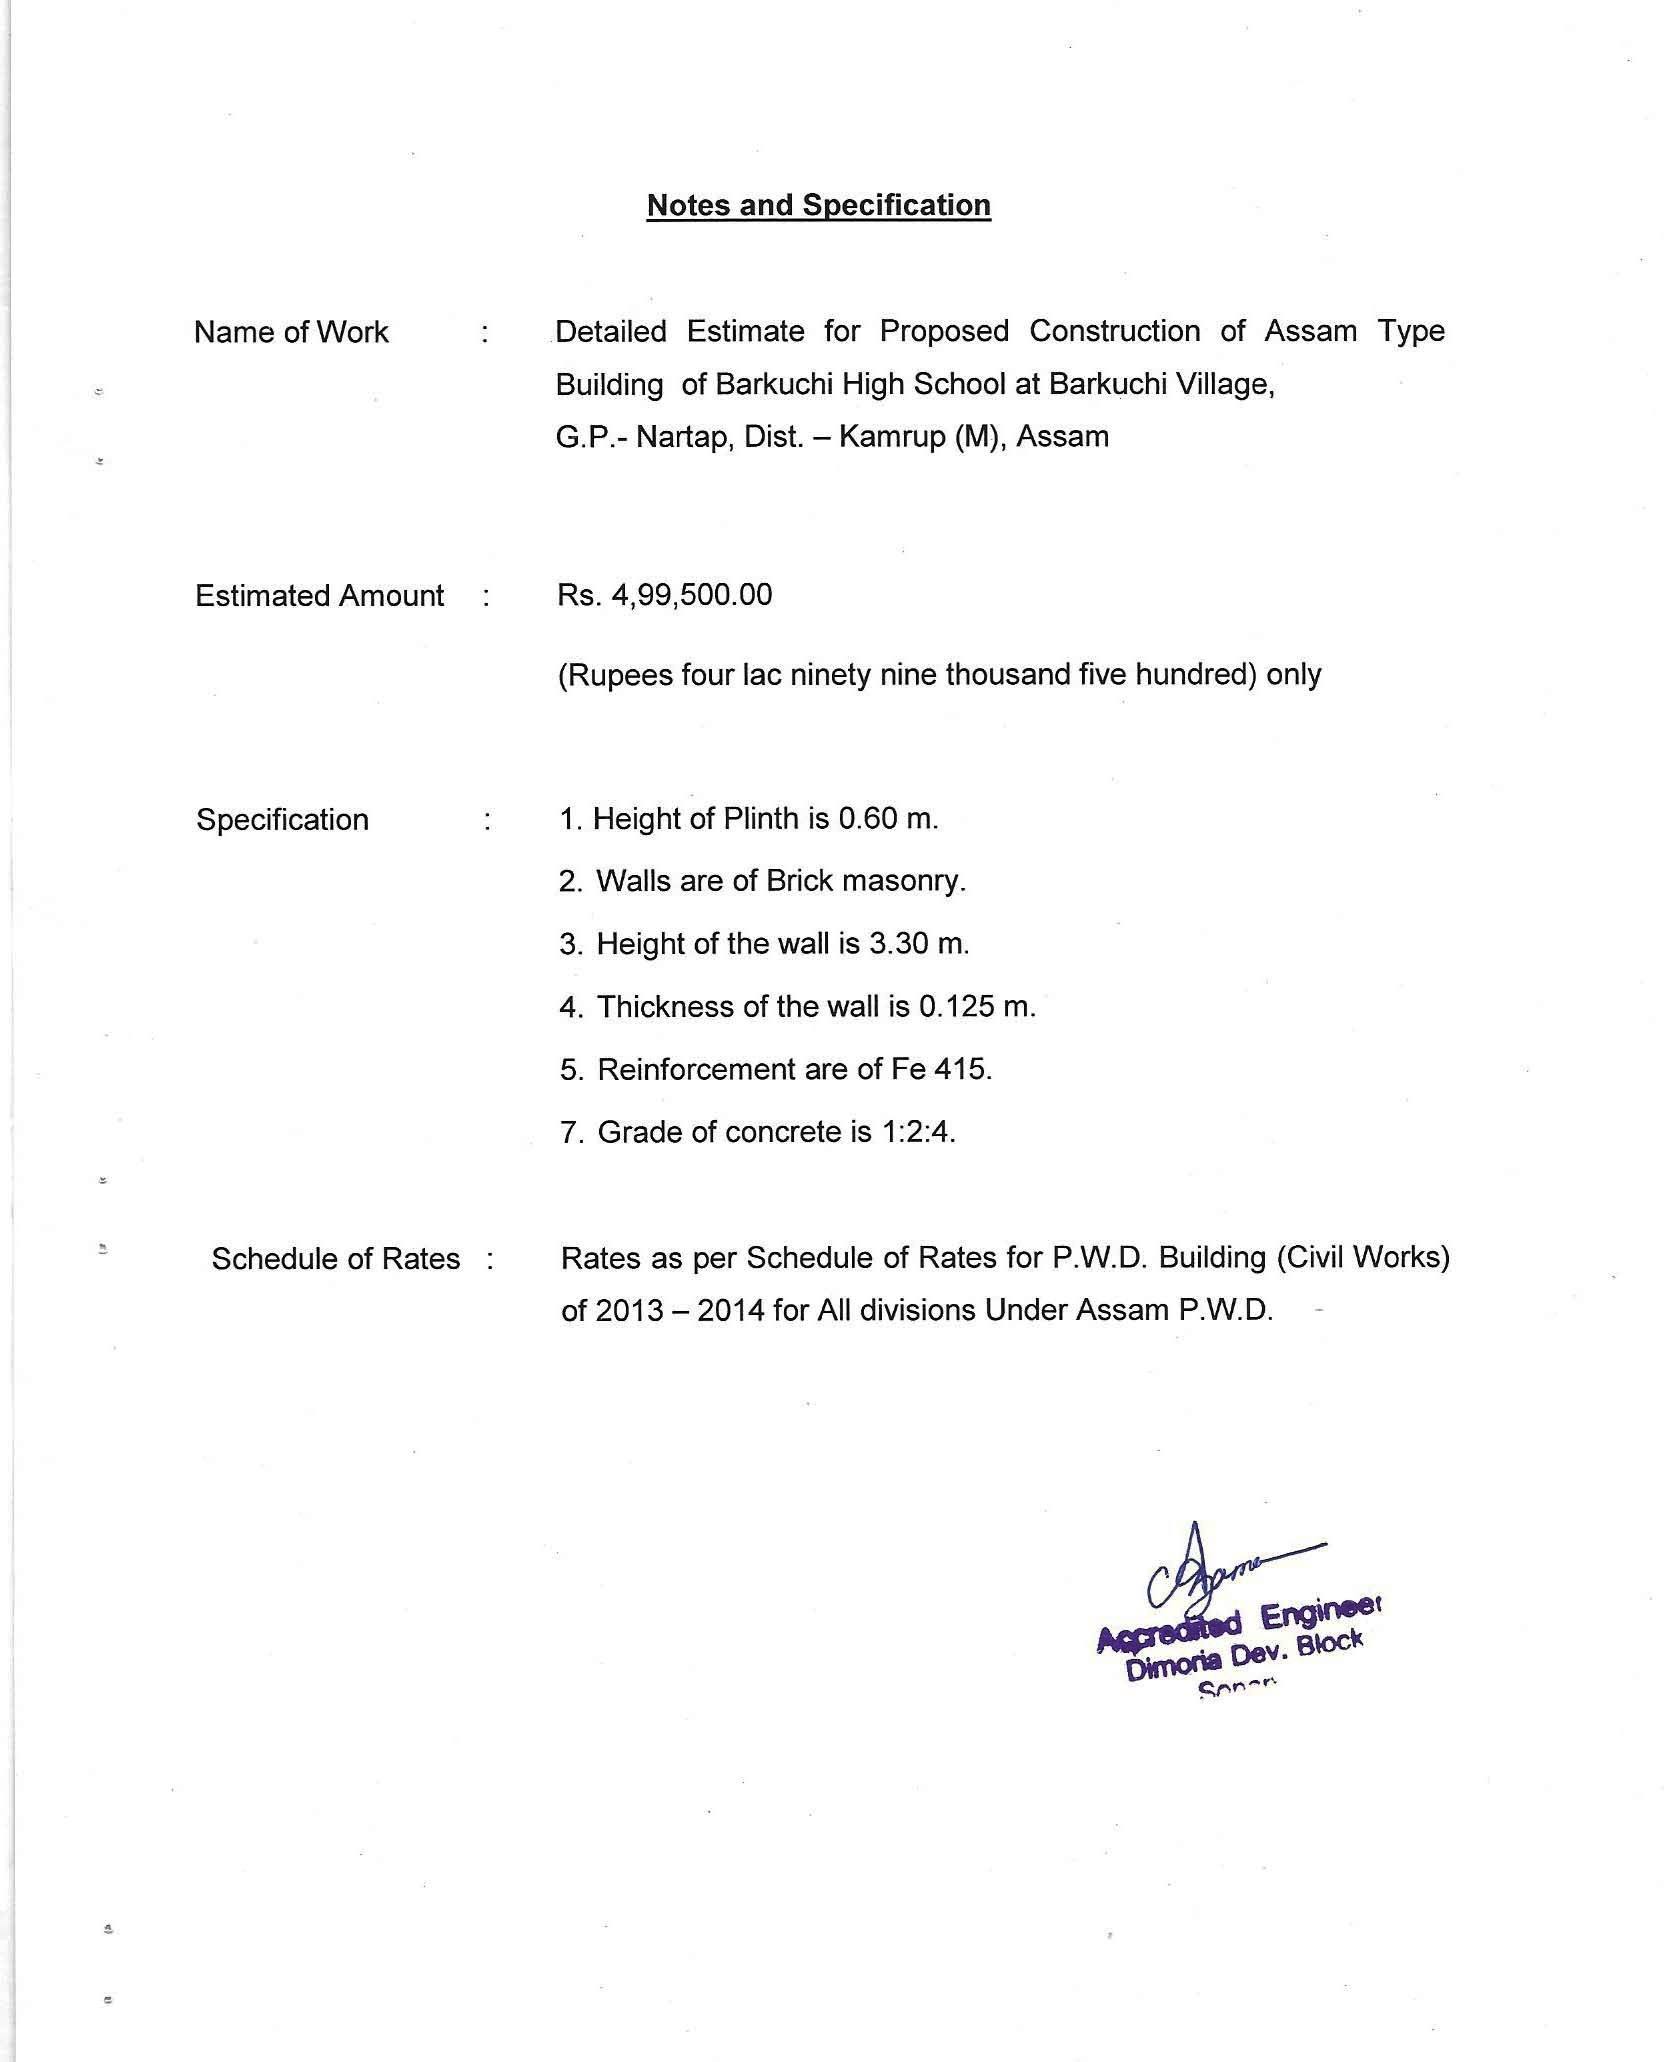 Notes and Specification
Name of Work : Detailed Estimate for Proposed Construction of Assam Type
Building of Barkuchi High School at Barkuchi Village,
G.P.- Nartap, Dist. – Kamrup (M), Assam
Estimated Amount : Rs. 4,99,500.00
(Rupees four lac ninety nine thousand five hundred) only
Specification : 1. Height of Plinth is 0.60 m.
2. Walls are of Brick masonry.
3. Height of the wall is 3.30 m.
4. Thickness of the wall is 0.125 m.
5. Reinforcement are of Fe 415.
7. Grade of concrete is 1:2:4.
Schedule of Rates : Rates as per Schedule of Rates for P.W.D. Building (Civil Works)
of 2013 – 2014 for All divisions Under Assam P.W.D.
Accredited Engineer
Dimoria Dev. Block